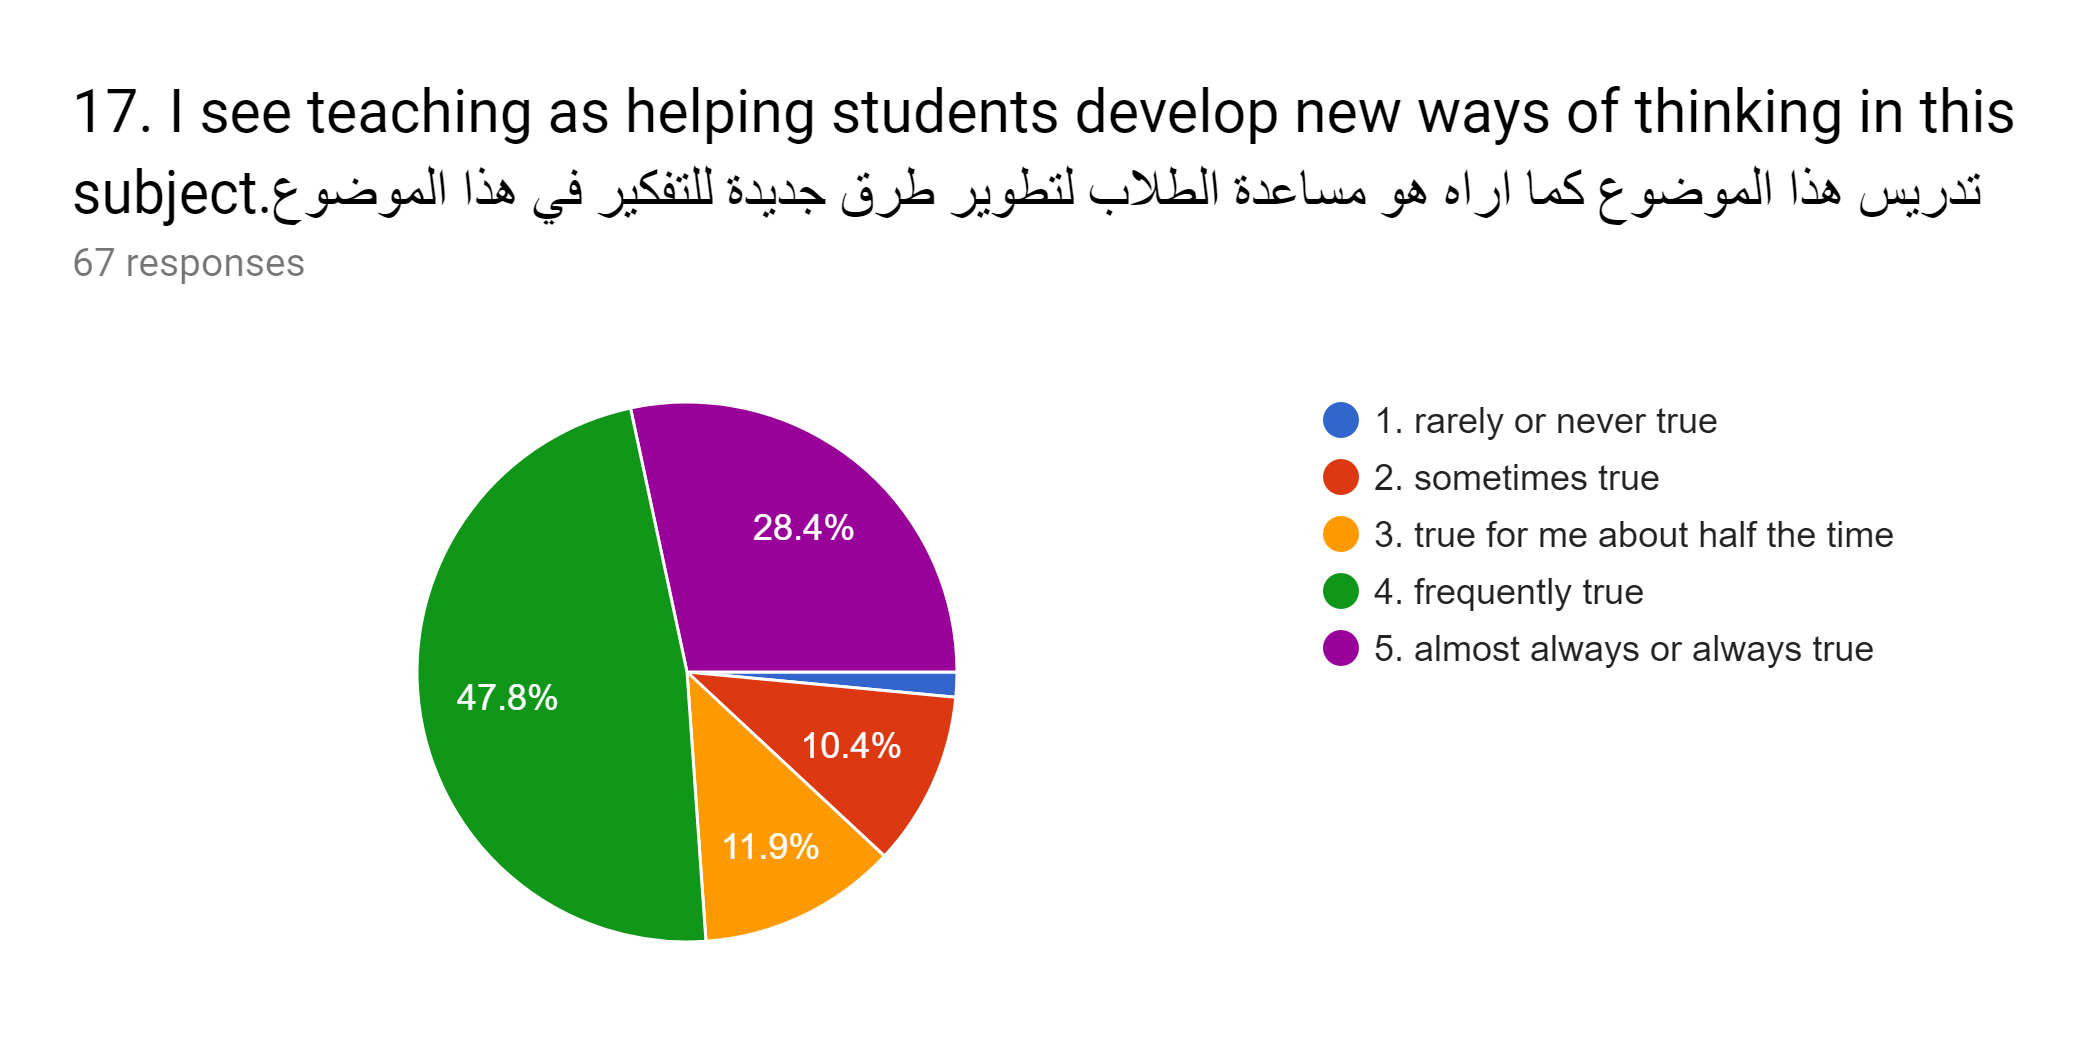 17. I see teaching as helping students develop new ways of thinking in this
subject.تدريس هذا الموضوع كما اراه هو مساعدة الطلاب لتطوير طرق جديدة للتفكير في هذا الموضوع
67 responses
28.4%
47.8%
10.4%
11.9%
1. rarely or never true
2. sometimes true
3. true for me about half the time
4. frequently true
5. almost always or always true